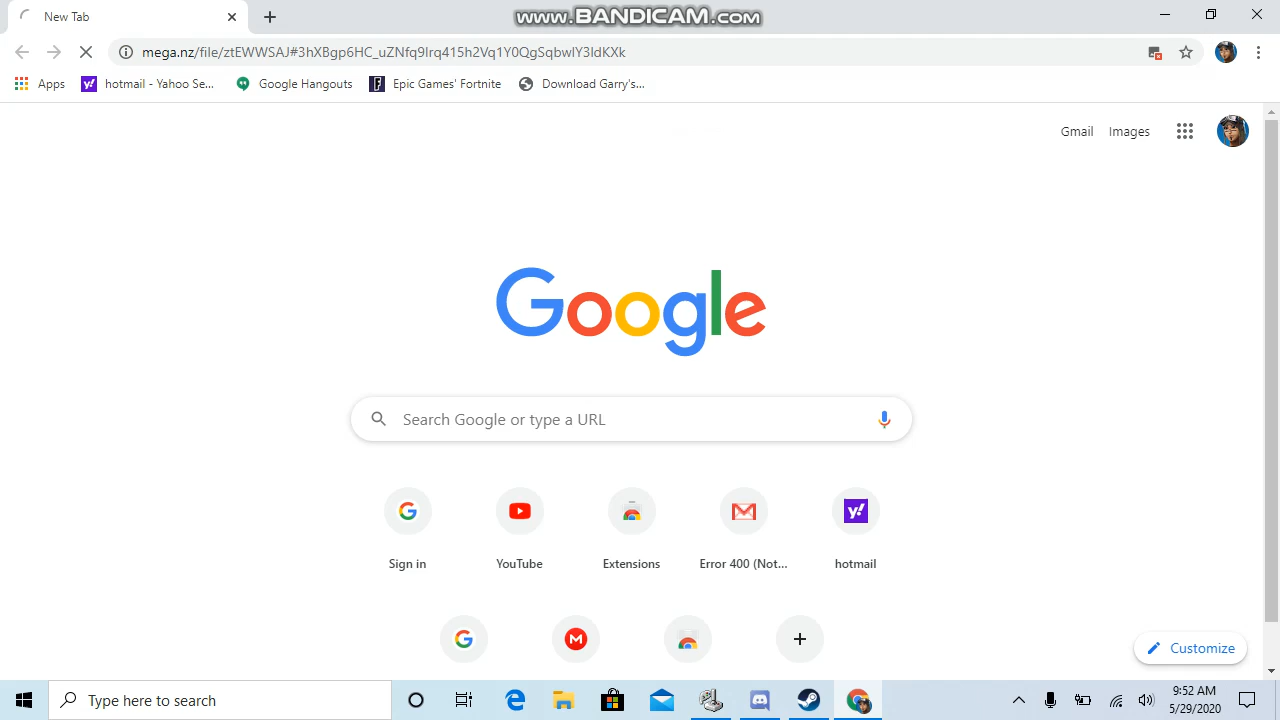 New Tab
www.BANDICAM.com
mega.nz/file/ztEWWSAJ#3hXBgp6HC_uZNfq9Irq415h2Vq1Y0QgSqbwIY3IdKXk
Apps
hotmail - Yahoo Se...
Google Hangouts
Epic Games' Fortnite
Download Garry's...
Gmail
Images
Google
Search Google or type a URL
Sign in
YouTube
Extensions
Error 400 (Not...
hotmail
Customize
Type here to search
9:52 AM
5/29/2020